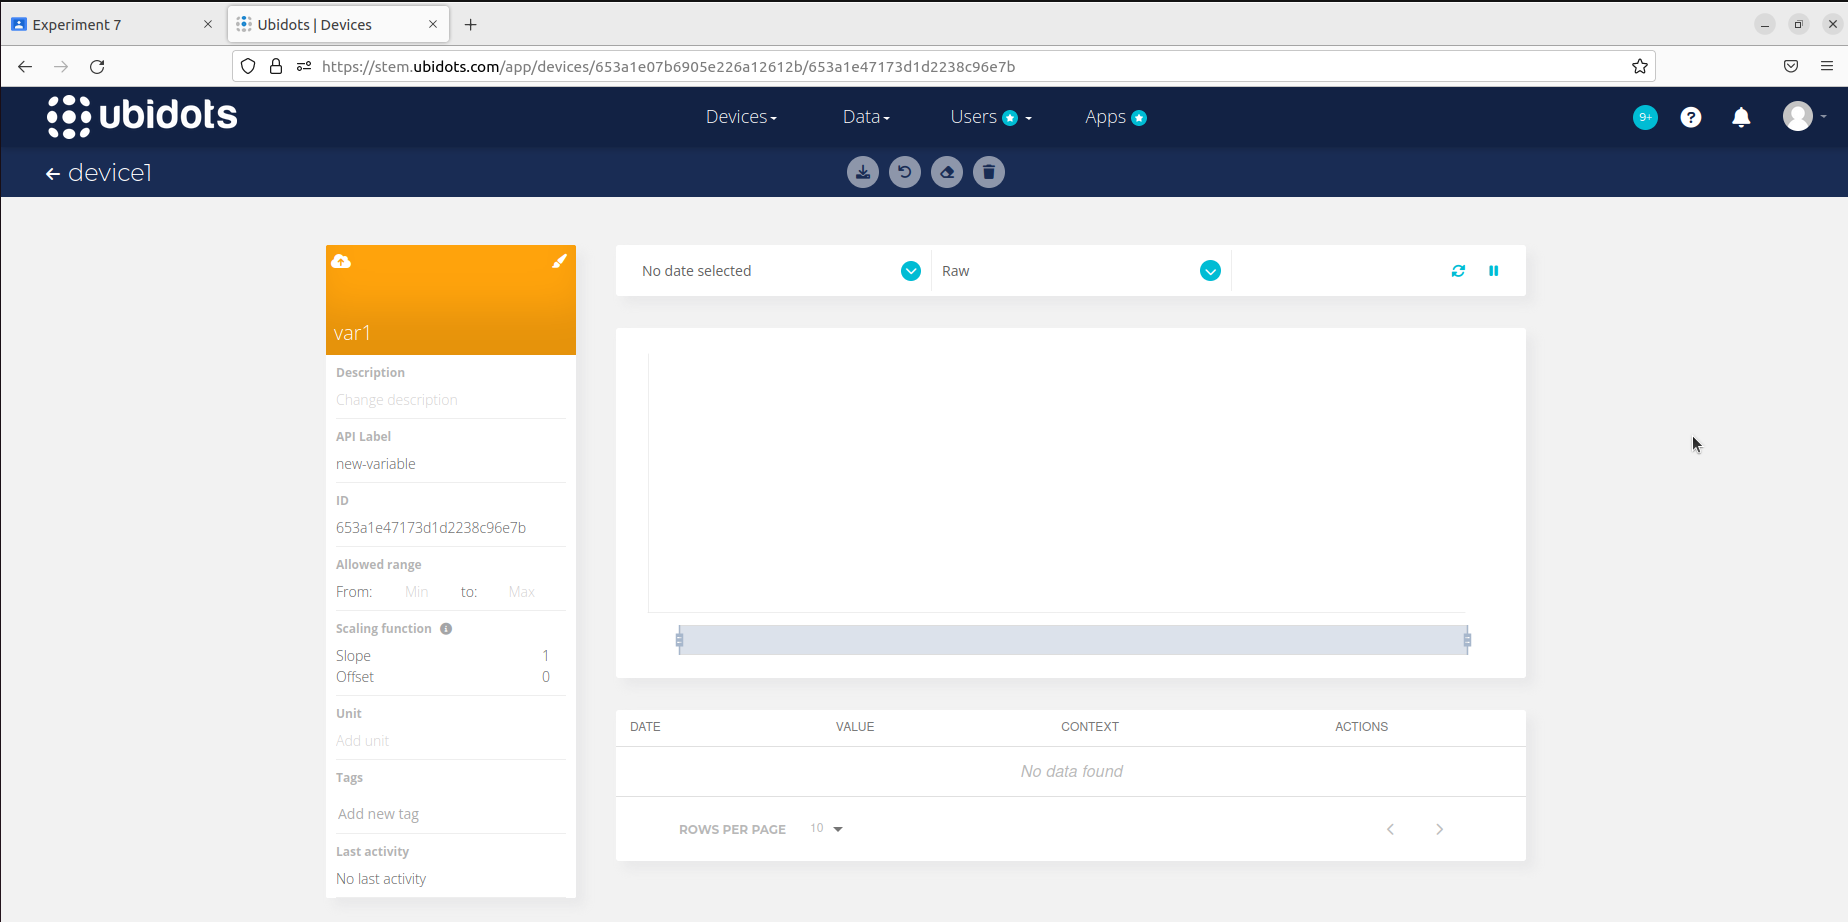 Experiment 7
Ubidots | Devices
https://stem.ubidots.com/app/devices/653a1e07b6905e226a12612b/653a1e47173d1d2238c96e7b
ubidots
Devices
Data
Users
Apps
9+
?
device1
var1
Description
Change description
API Label
new-variable
ID
653a1e47173d1d2238c96e7b
Allowed range
From: Min to: Max
Scaling function
Slope 1
Offset 0
Unit
Add unit
Tags
Add new tag
Last activity
No last activity
No date selected
Raw
DATE VALUE CONTEXT ACTIONS
No data found
ROWS PER PAGE 10